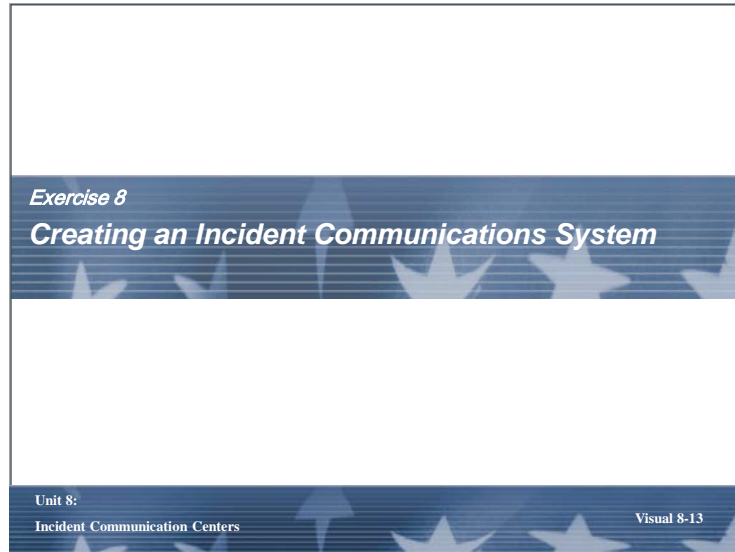 Exercise 8
Creating an Incident Communications System
Unit 8:
Incident Communication Centers
Visual 8-13